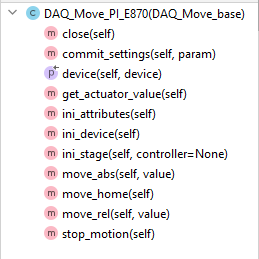 DAQ_Move_PI_E870(DAQ_Move_base)
close(self)
commit_settings(self, param)
device(self, device)
get_actuator_value(self)
ini_attributes(self)
ini_device(self)
ini_stage(self, controller=None)
move_abs(self, value)
move_home(self)
move_rel(self, value)
stop_motion(self)